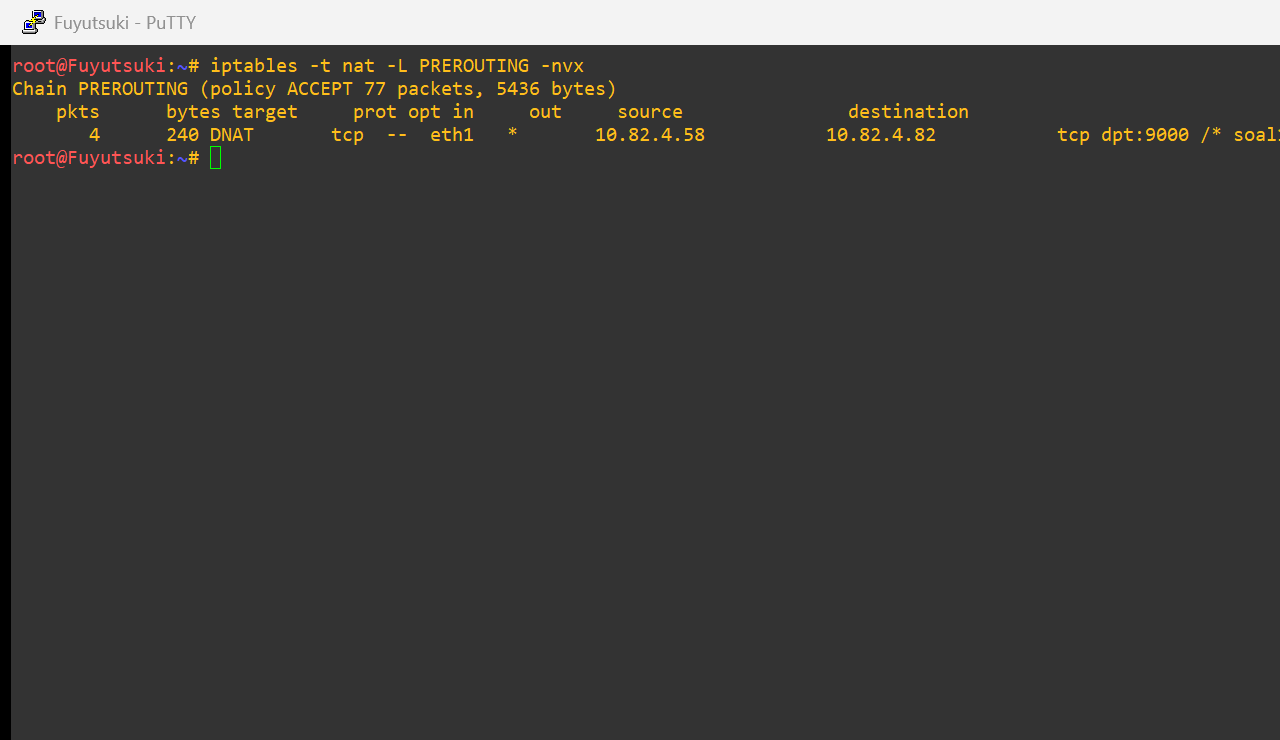 Fuyutsuki - PuTTY
root@Fuyutsuki:~# iptables -t nat -L PREROUTING -nvx
Chain PREROUTING (policy ACCEPT 77 packets, 5436 bytes)
    pkts      bytes target     prot opt in     out     source               destination
       4      240 DNAT       tcp  --  eth1   *       10.82.4.58           10.82.4.82           tcp dpt:9000 /*
root@Fuyutsuki:~#